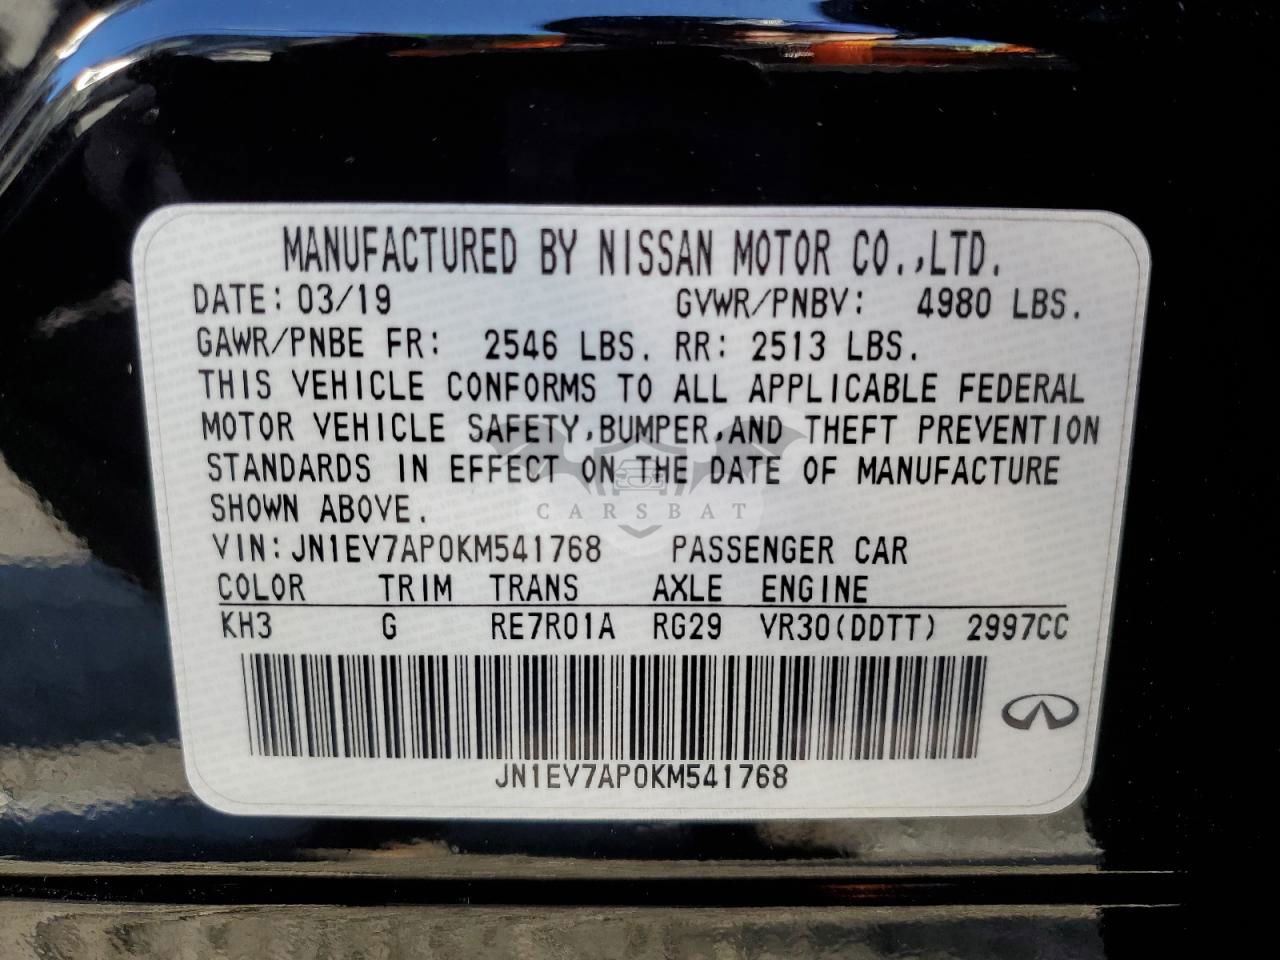 MANUFACTURED BY NISSAN MOTOR CO.,LTD.
DATE: 03/19 GVWR/PNBV: 4980 LBS.
GAWR/PNBE FR: 2546 LBS. RR: 2513 LBS.
THIS VEHICLE CONFORMS TO ALL APPLICABLE FEDERAL
MOTOR VEHICLE SAFETY,BUMPER,AND THEFT PREVENTION
STANDARDS IN EFFECT ON THE DATE OF MANUFACTURE
SHOWN ABOVE.
CARSBAT
VIN:JN1EV7AP0KM541768 PASSENGER CAR
COLOR TRIM TRANS AXLE ENGINE
KH3 G RE7R01A RG29 VR30(DDTT) 2997CC
JN1EV7AP0KM541768